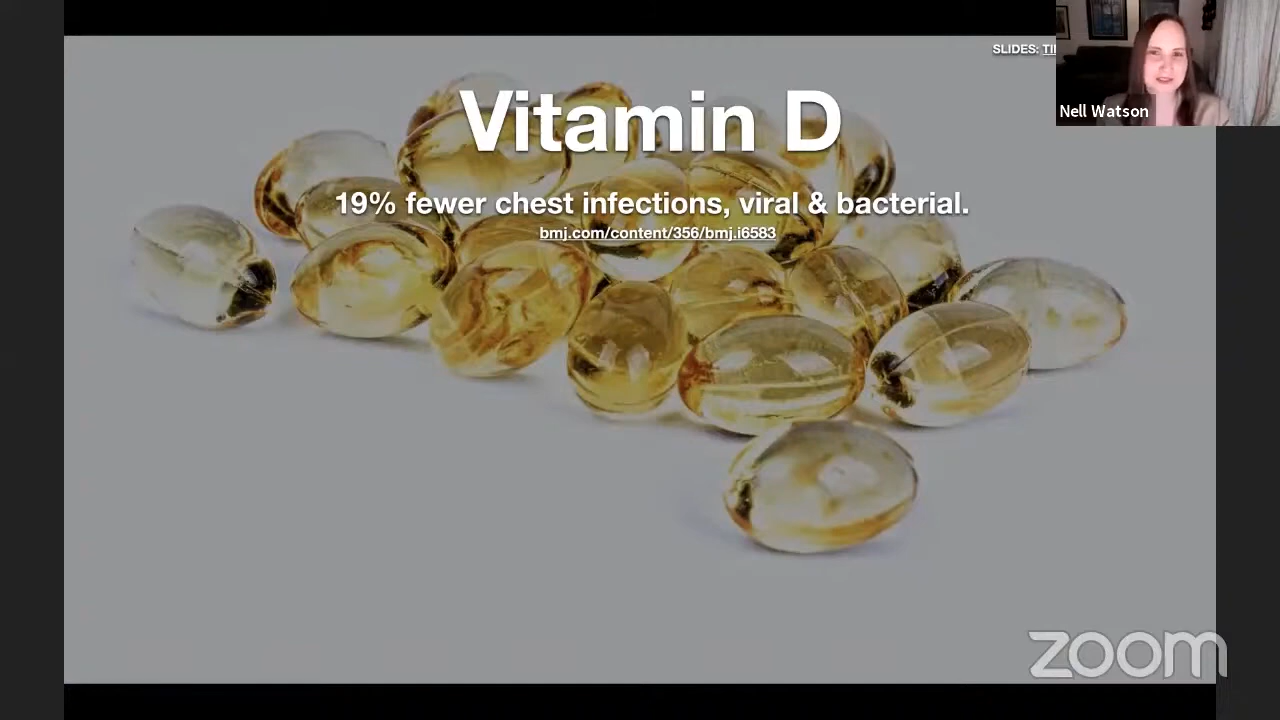 SLIDES:
Nell Watson
Vitamin D
19% fewer chest infections, viral & bacterial.
bmj.com/content/356/bmj.i6583
zoom